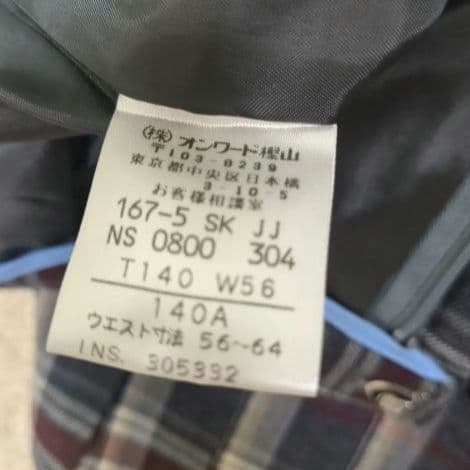 (株)オンワード樫山
〒103-8239
東京都中央区日本橋
3-10-5
お客様相談室
167-5 SK JJ
NS 0800 304
T140 W56
140A
ウエスト寸法 56～64
INS. 305392